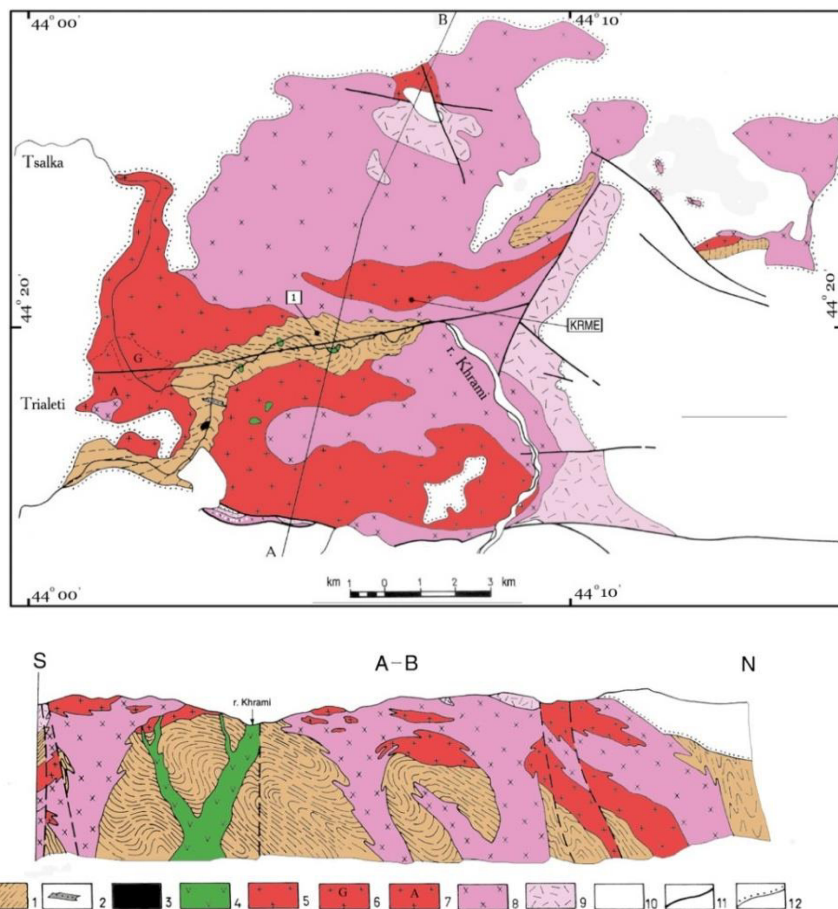 44° 00'
44° 10'
B
Tsalka
44° 20'
44° 20'
1
KRME
G
r. Khrami
A
Trialeti
A
km 1 0 1 2 3 km
44° 00'
44° 10'
S
A-B
N
r. Khrami
1 2 3 4 5 G 6 A 7 8 9 10 11 12